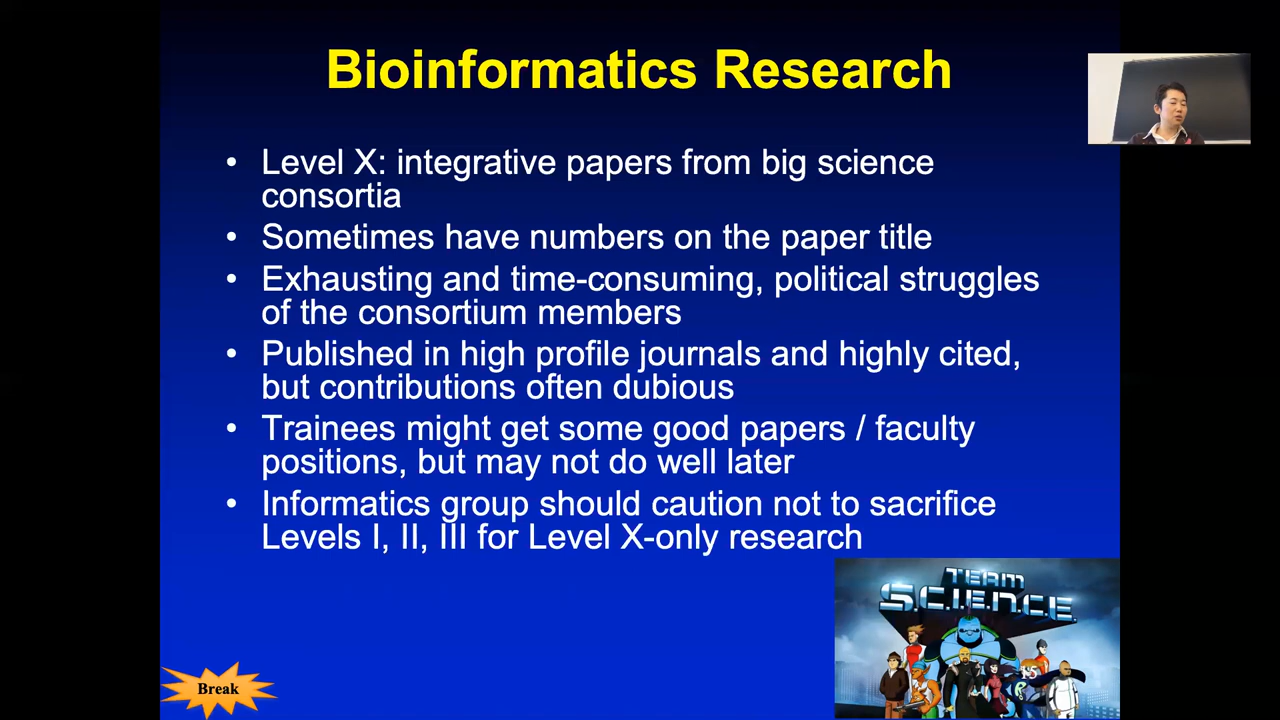 Bioinformatics Research
• Level X: integrative papers from big science
consortia
• Sometimes have numbers on the paper title
• Exhausting and time-consuming, political struggles
of the consortium members
• Published in high profile journals and highly cited,
but contributions often dubious
• Trainees might get some good papers / faculty
positions, but may not do well later
• Informatics group should caution not to sacrifice
Levels I, II, III for Level X-only research
TEAM
S.C.I.E.N.C.E.
Break